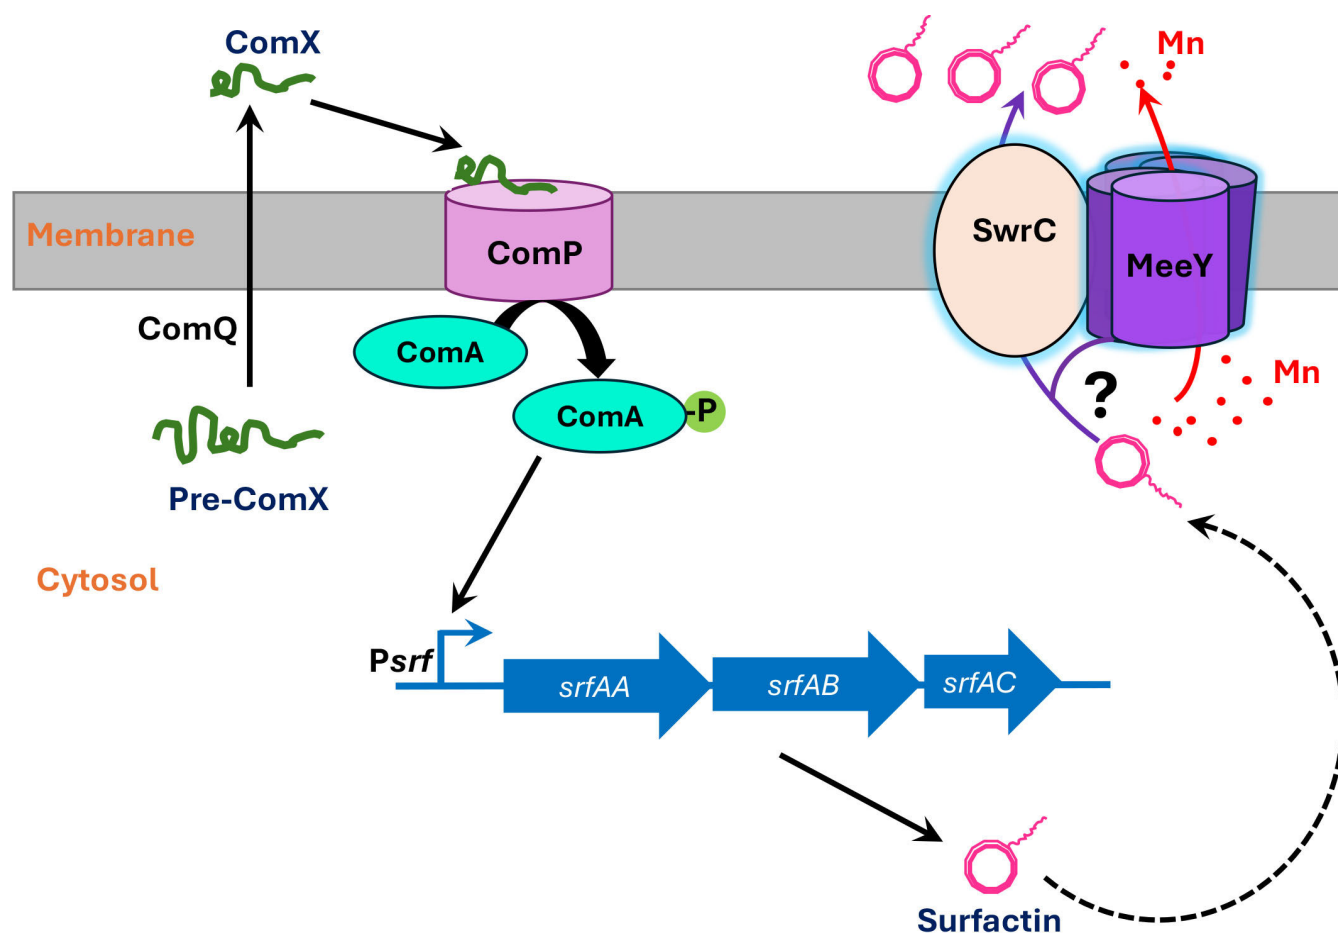 ComX
Mn
Membrane
ComP
SwrC
MeeY
ComQ
ComA
ComA
-P
?
Mn
Pre-ComX
Cytosol
Psrf
srfAA
srfAB
srfAC
Surfactin